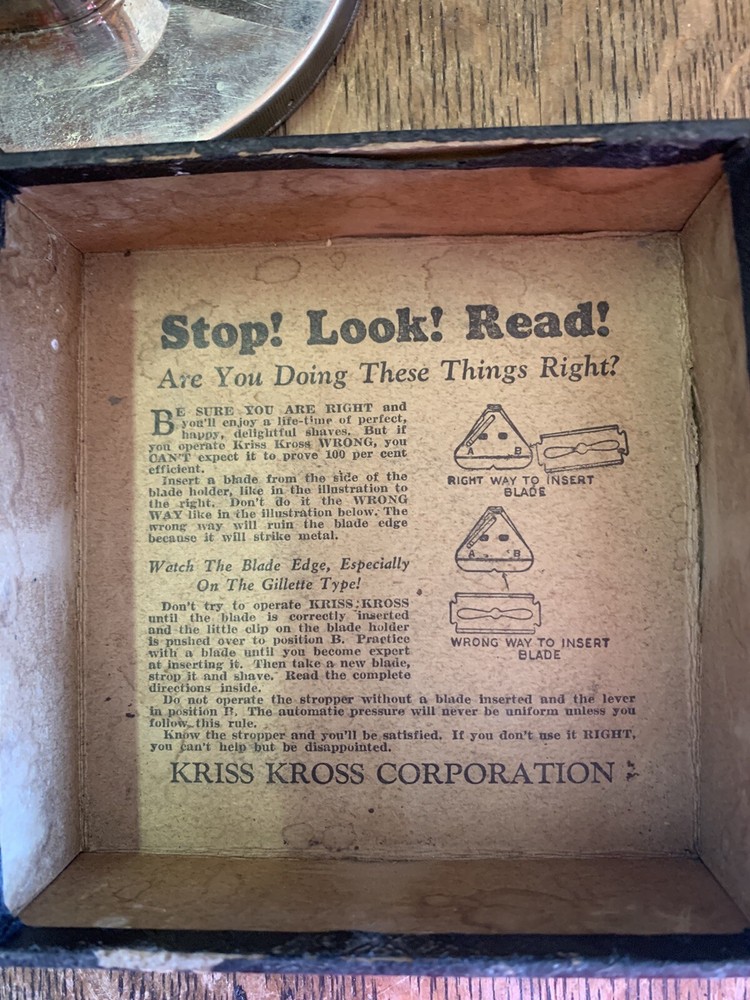 Stop! Look! Read!
Are You Doing These Things Right?
BE SURE YOU ARE RIGHT and
you'll enjoy a life-time of perfect,
happy, delightful shaves. But if
you operate Kriss Kross WRONG, you
CAN'T expect it to prove 100 per cent
efficient.
Insert a blade from the side of the
blade holder, like in the illustration to
the right. Don't do it the WRONG
WAY like in the illustration below. The
wrong way will ruin the blade edge
because it will strike metal.
Watch The Blade Edge, Especially
On The Gillette Type!
Don't try to operate KRISS KROSS
until the blade is correctly inserted
and the little clip on the blade holder
is pushed over to position B. Practice
with a blade until you become expert
at inserting it. Then take a new blade,
strop it and shave. Read the complete
directions inside.
A B
RIGHT WAY TO INSERT
BLADE
A B
WRONG WAY TO INSERT
BLADE
Do not operate the stropper without a blade inserted and the lever
in position B. The automatic pressure will never be uniform unless you
follow this rule.
Know the stropper and you'll be satisfied. If you don't use it RIGHT,
you can't help but be disappointed.
KRISS KROSS CORPORATION